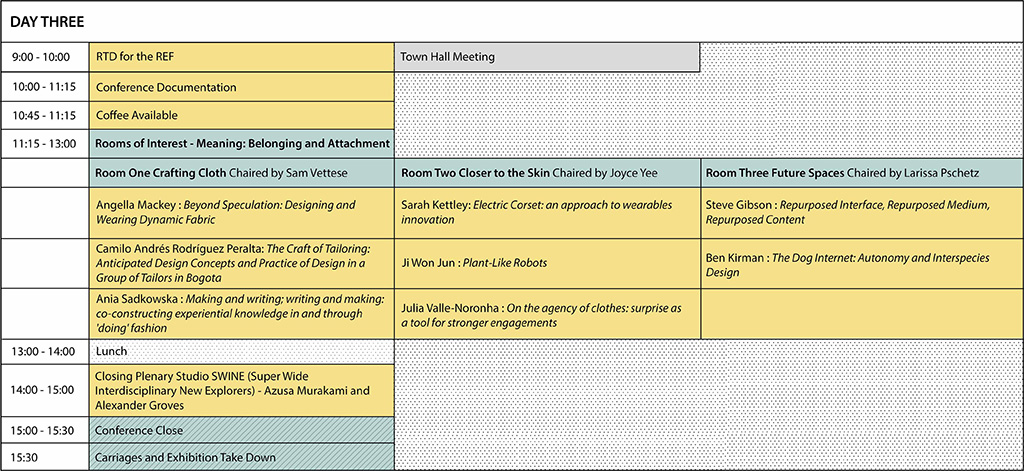 DAY THREE
9:00 - 10:00
RTD for the REF
Town Hall Meeting
10:00 - 11:15
Conference Documentation
10:45 - 11:15
Coffee Available
11:15 - 13:00
Rooms of Interest - Meaning: Belonging and Attachment
Room One Crafting Cloth Chaired by Sam Vettese
Room Two Closer to the Skin Chaired by Joyce Yee
Room Three Future Spaces Chaired by Larissa Pschetz
Angella Mackey : Beyond Speculation: Designing and
Wearing Dynamic Fabric
Sarah Kettley: Electric Corset: an approach to wearables
innovation
Steve Gibson : Repurposed Interface, Repurposed Medium,
Repurposed Content
Camilo Andrés Rodríguez Peralta: The Craft of Tailoring:
Anticipated Design Concepts and Practice of Design in a
Group of Tailors in Bogota
Ji Won Jun : Plant-Like Robots
Ben Kirman : The Dog Internet: Autonomy and Interspecies
Design
Ania Sadkowska : Making and writing; writing and making:
co-constructing experiential knowledge in and through
'doing' fashion
Julia Valle-Noronha : On the agency of clothes: surprise as
a tool for stronger engagements
13:00 - 14:00
Lunch
14:00 - 15:00
Closing Plenary Studio SWINE (Super Wide
Interdisciplinary New Explorers) - Azusa Murakami and
Alexander Groves
15:00 - 15:30
Conference Close
15:30
Carriages and Exhibition Take Down